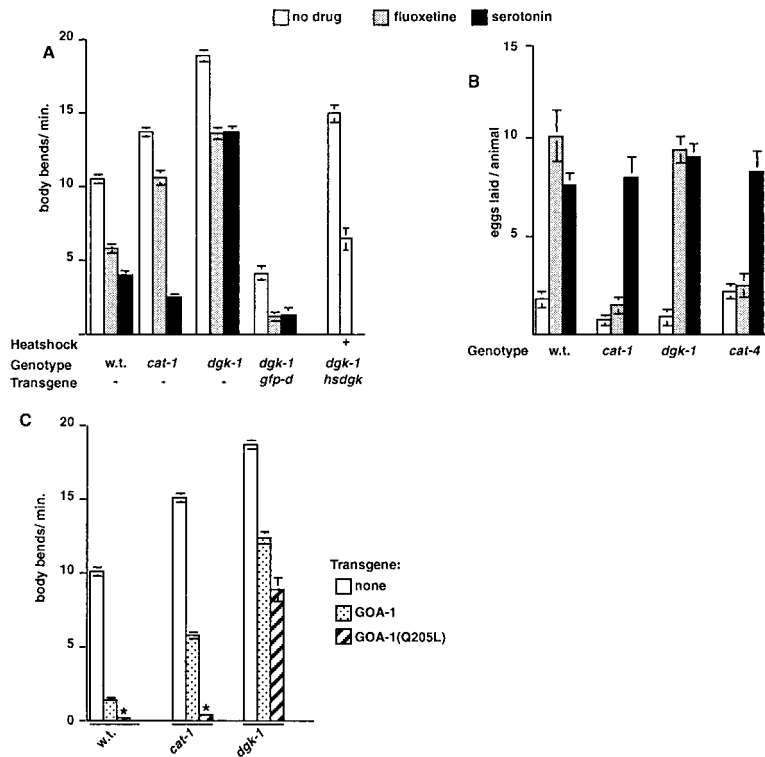 no drug fluoxetine serotonin
A
20
15
10
5
body bends/ min.
Heatshock +
Genotype w.t. cat-1 dgk-1 dgk-1 dgk-1
Transgene - - - gfp-d hsdgk
B
15
10
5
eggs laid / animal
Genotype w.t. cat-1 dgk-1 cat-4
C
20
15
10
5
0
body bends/ min.
* *
w.t. cat-1 dgk-1
Transgene:
none
GOA-1
GOA-1(Q205L)